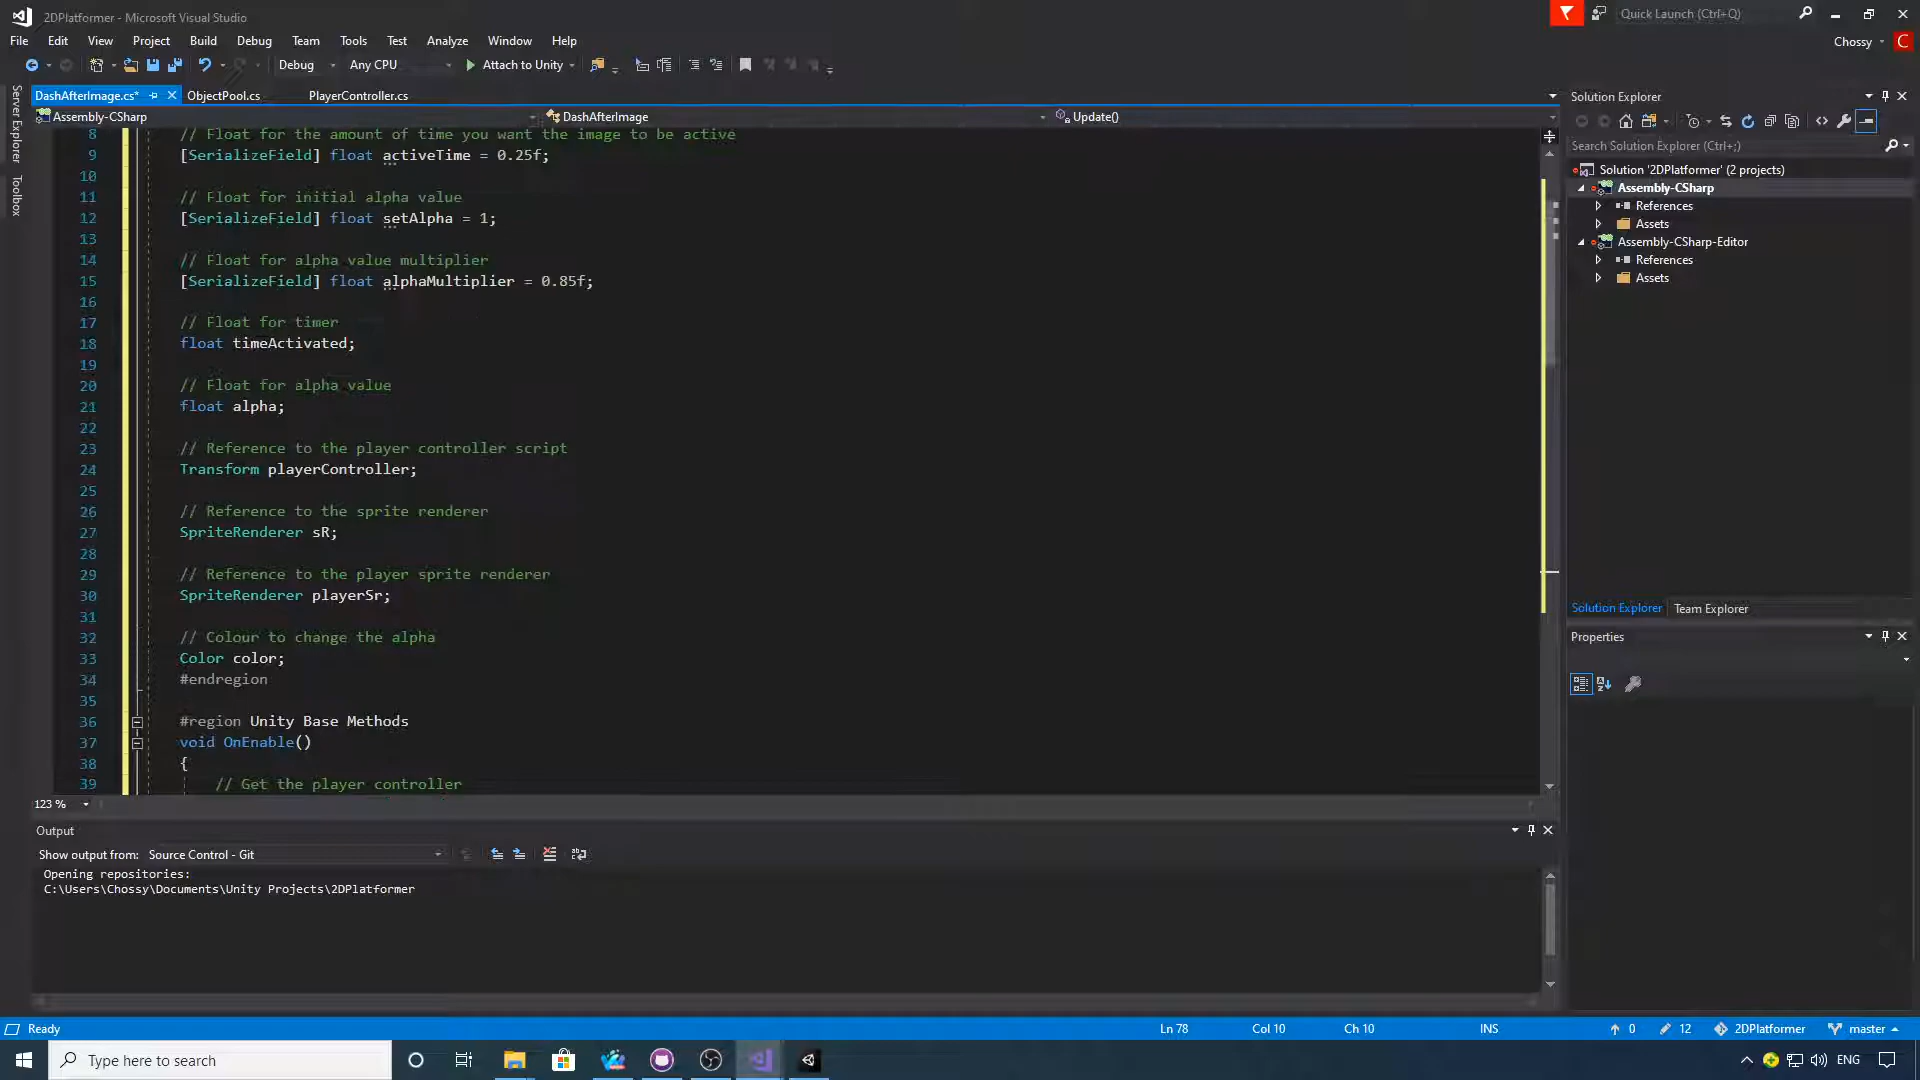 2DPlatformer - Microsoft Visual Studio
Quick Launch (Ctrl+Q)
File Edit View Project Build Debug Team Tools Test Analyze Window Help
Chossy C
Debug Any CPU Attach to Unity
DashAfterImage.cs* ObjectPool.cs PlayerController.cs
Assembly-CSharp DashAfterImage Update()
Server Explorer
Toolbox
8 // Float for the amount of time you want the image to be active
9 [SerializeField] float activeTime = 0.25f;
10
11 // Float for initial alpha value
12 [SerializeField] float setAlpha = 1;
13
14 // Float for alpha value multiplier
15 [SerializeField] float alphaMultiplier = 0.85f;
16
17 // Float for timer
18 float timeActivated;
19
20 // Float for alpha value
21 float alpha;
22
23 // Reference to the player controller script
24 Transform playerController;
25
26 // Reference to the sprite renderer
27 SpriteRenderer sR;
28
29 // Reference to the player sprite renderer
30 SpriteRenderer playerSr;
31
32 // Colour to change the alpha
33 Color color;
34 #endregion
35
36 #region Unity Base Methods
37 void OnEnable()
38 {
39 // Get the player controller
123 %
Output
Show output from: Source Control - Git
Opening repositories:
C:\Users\Chossy\Documents\Unity Projects\2DPlatformer
Solution Explorer
Search Solution Explorer (Ctrl+;)
Solution '2DPlatformer' (2 projects)
Assembly-CSharp
References
Assets
Assembly-CSharp-Editor
References
Assets
Solution Explorer Team Explorer
Properties
Ready Ln 78 Col 10 Ch 10 INS 0 12 2DPlatformer master
Type here to search
ENG